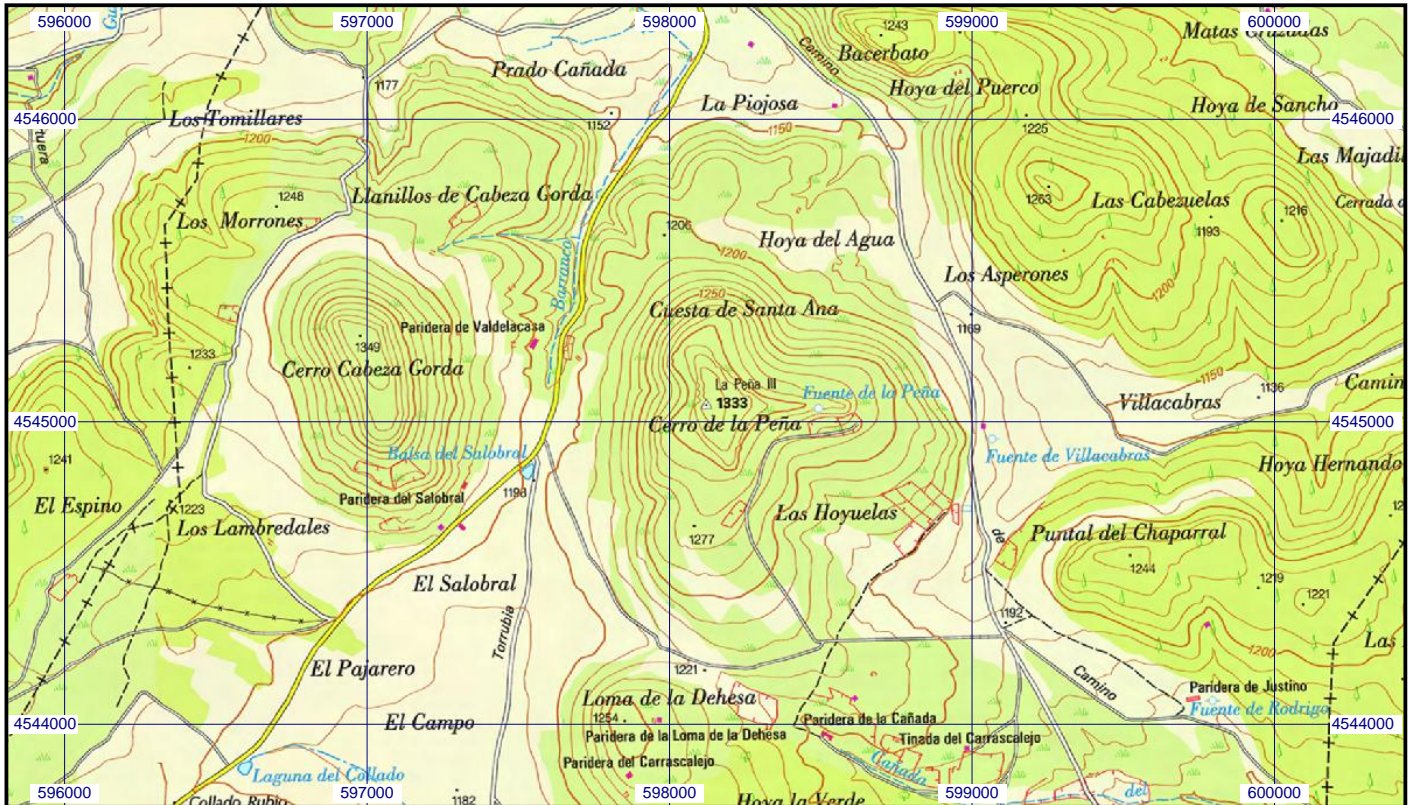 596000
597000
598000
599000
600000
1243
Matas Gruzadas
Camino
Bacerbato
Prado Cañada
1177
Hoya del Puerco
La Piojosa
Hoya de Sancho
4546000
Los Tomillares
1152
1150
1225
4546000
1200
Las Majadil
Llanillos de Cabeza Gorda
1248
1263
Las Cabezuelas
Cerrada
1216
Los Morrones
1206
1193
Hoya del Agua
1200
Barranco
Los Asperones
1250
1200
Cuesta de Santa Ana
Paridera de Valdelacasa
1169
1349
1233
Cerro Cabeza Gorda
1150
La Peña III
1333
Fuente de la Peña
1136
Camin
Villacabras
4545000
Cerro de la Peña
4545000
Balsa del Salobral
Fuente de Villacabras
1241
Hoya Hernando
1198
Paridera del Salobral
El Espino
1223
Las Hoyuelas
Los Lambredales
1277
de
Puntal del Chaparral
1244
1219
El Salobral
1221
1192
Torrubia
Las
1200
El Pajarero
1221
Camino
Loma de la Dehesa
Paridera de Justino
Fuente de Rodrigo
4544000
El Campo
1254
Paridera de la Cañada
4544000
Paridera de la Loma de la Dehesa
Tinada del Carrascalejo
Paridera del Carrascalejo
Cañada
Laguna del Collado
del
596000
597000
598000
599000
600000
Collado Rubio
1182
Hoya la Verde